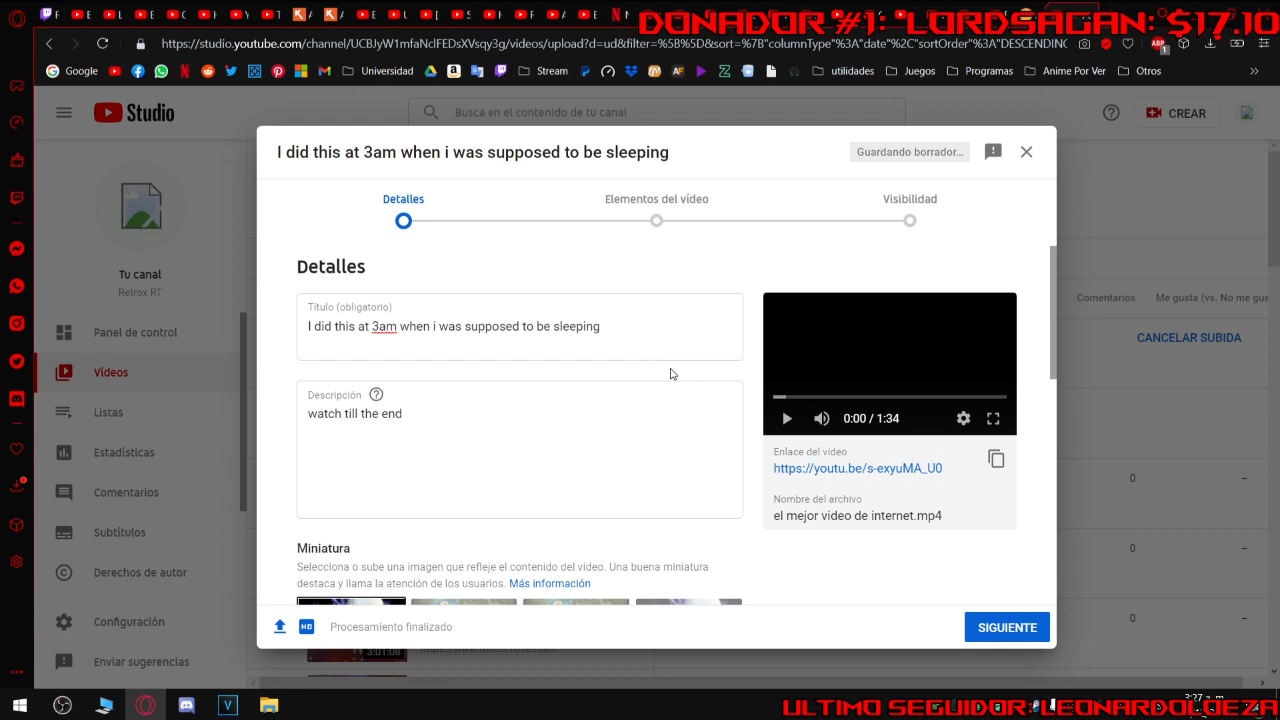 DONADOR #1: LORDSAGAN: $17.10
https://studio.youtube.com/channel/UCBJyW1mfaNclFEDsXVsqy3g/videos/upload?d=ud&filter=%5B%5D&sort=%7B"columnType"%3A"date"%2C"sortOrder"%3A"DESCENDING
Google
Universidad
Stream
utilidades
Juegos
Programas
Anime Por Ver
Otros
Studio
Busca en el contenido de tu canal
CREAR
I did this at 3am when i was supposed to be sleeping
Guardando borrador...
Detalles
Elementos del vídeo
Visibilidad
Tu canal
Retrox RT
Panel de control
Vídeos
Listas
Estadísticas
Comentarios
Subtítulos
Derechos de autor
Configuración
Enviar sugerencias
Detalles
Título (obligatorio)
I did this at 3am when i was supposed to be sleeping
Descripción
watch till the end
0:00 / 1:34
Enlace del vídeo
https://youtu.be/s-exyuMA_U0
Nombre del archivo
el mejor video de internet.mp4
Miniatura
Selecciona o sube una imagen que refleje el contenido del vídeo. Una buena miniatura
destaca y llama la atención de los usuarios. Más información
HD
Procesamiento finalizado
SIGUIENTE
Comentarios
Me gusta (vs. No me gus
CANCELAR SUBIDA
0
–
0
–
0
–
3:01:08
ULTIMO SEGUIDOR:LEONARDOLOEZA